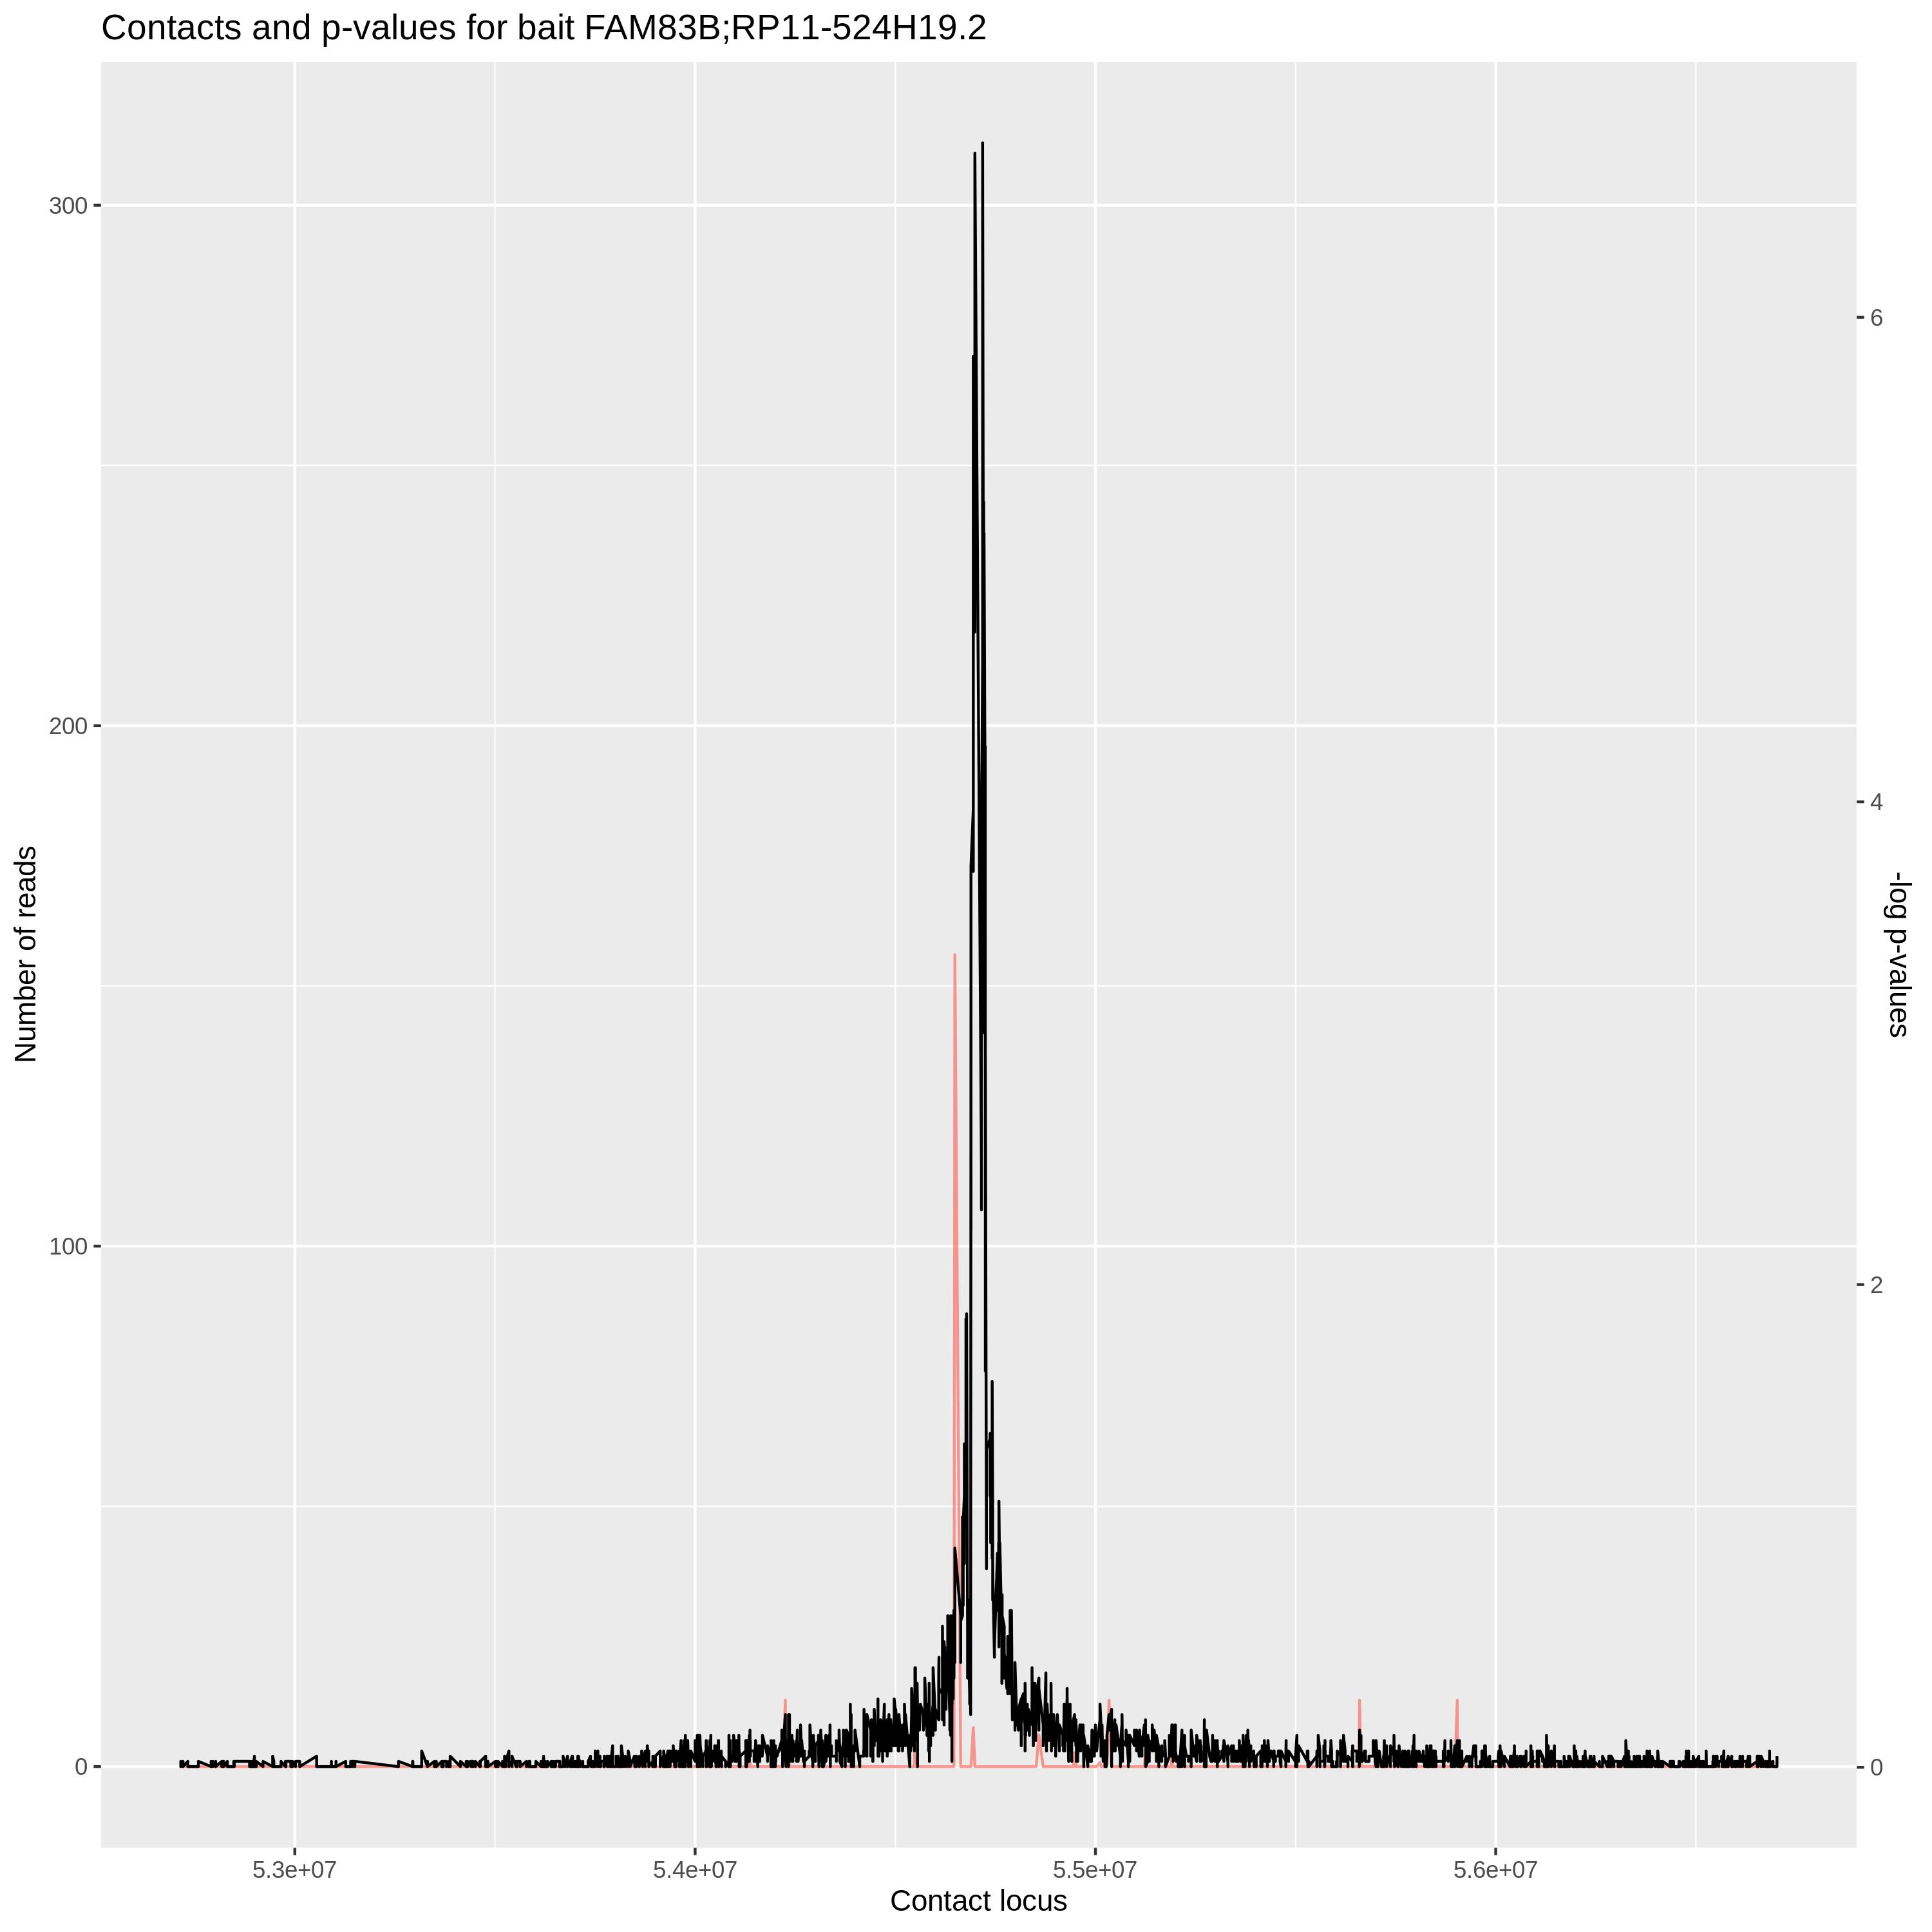 Contacts and p-values for bait FAM83B;RP11-524H19.2
300
200
100
0
Number of reads
6
4
2
0
-log p-values
5.3e+07
5.4e+07
5.5e+07
5.6e+07
Contact locus